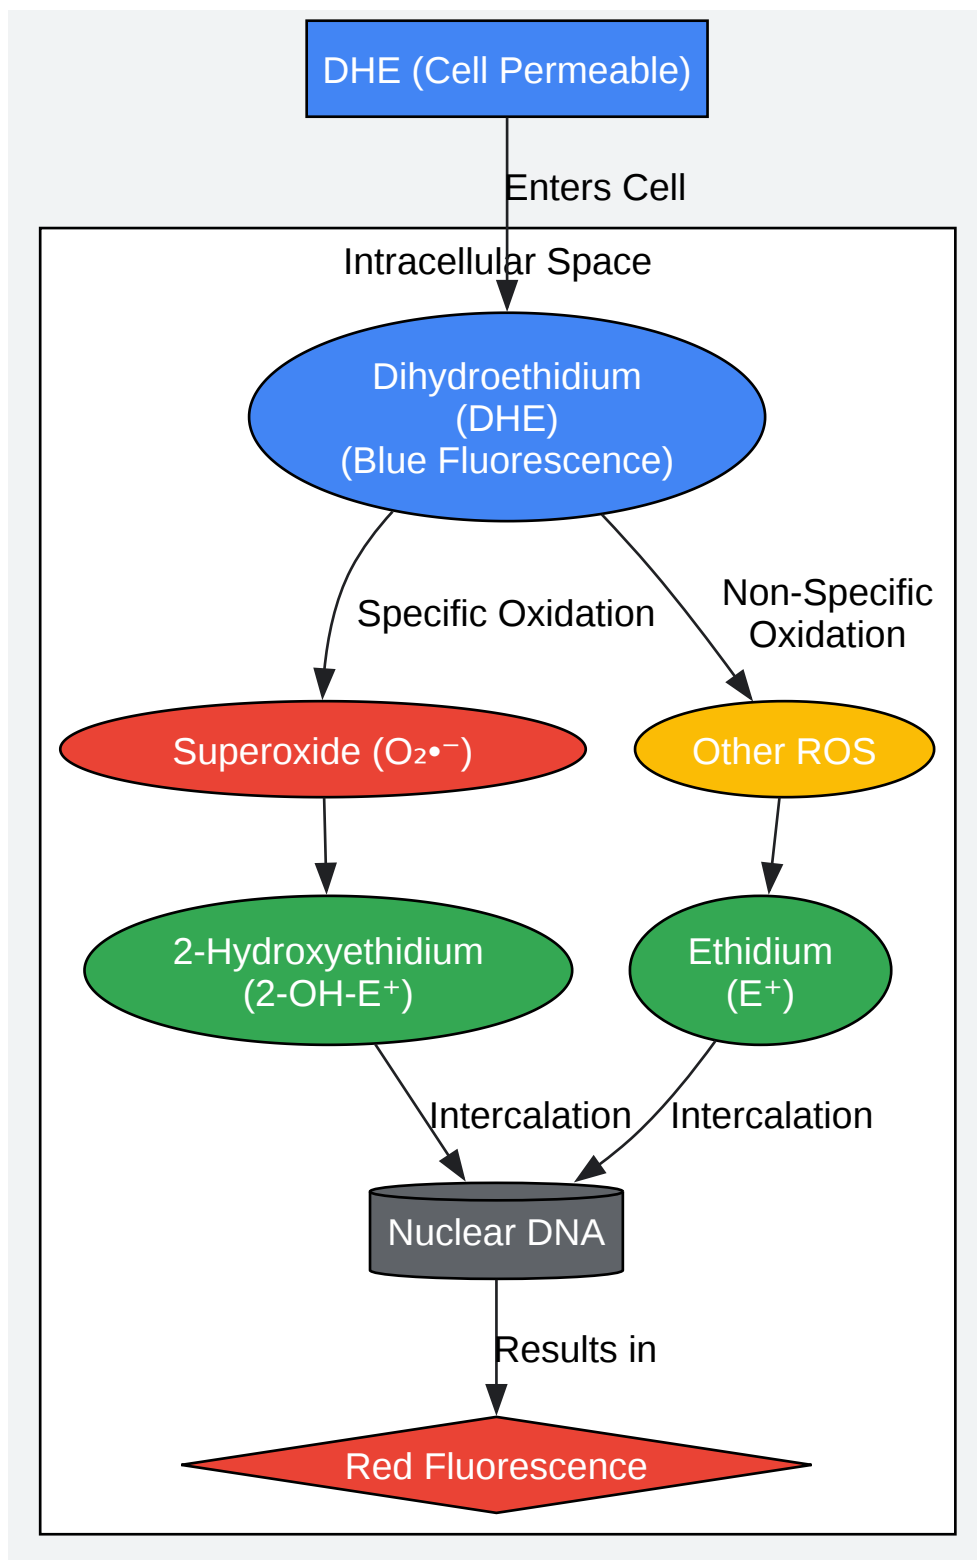 DHE (Cell Permeable)
Enters Cell
Intracellular Space
Dihydroethidium
(DHE)
(Blue Fluorescence)
Specific Oxidation
Non-Specific
Oxidation
Superoxide (O₂•⁻)
Other ROS
2-Hydroxyethidium
(2-OH-E⁺)
Ethidium
(E⁺)
Intercalation
Intercalation
Nuclear DNA
Results in
Red Fluorescence